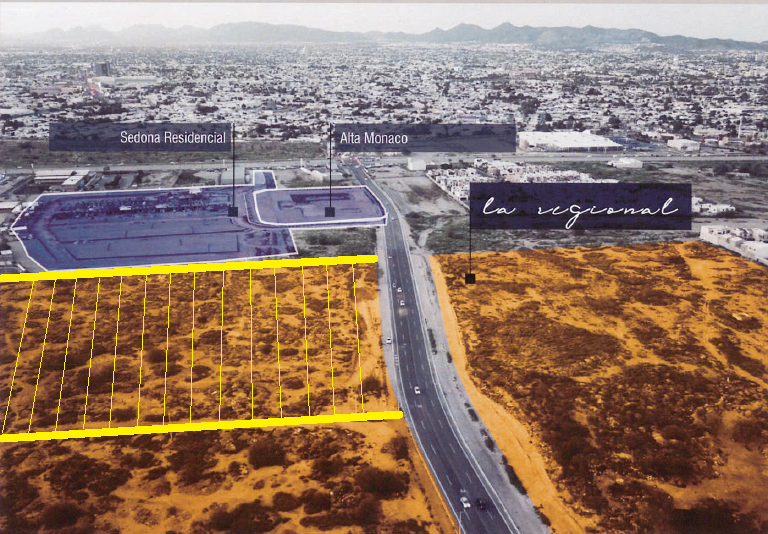 Sedona Residencial
Alta Monaco
la regional